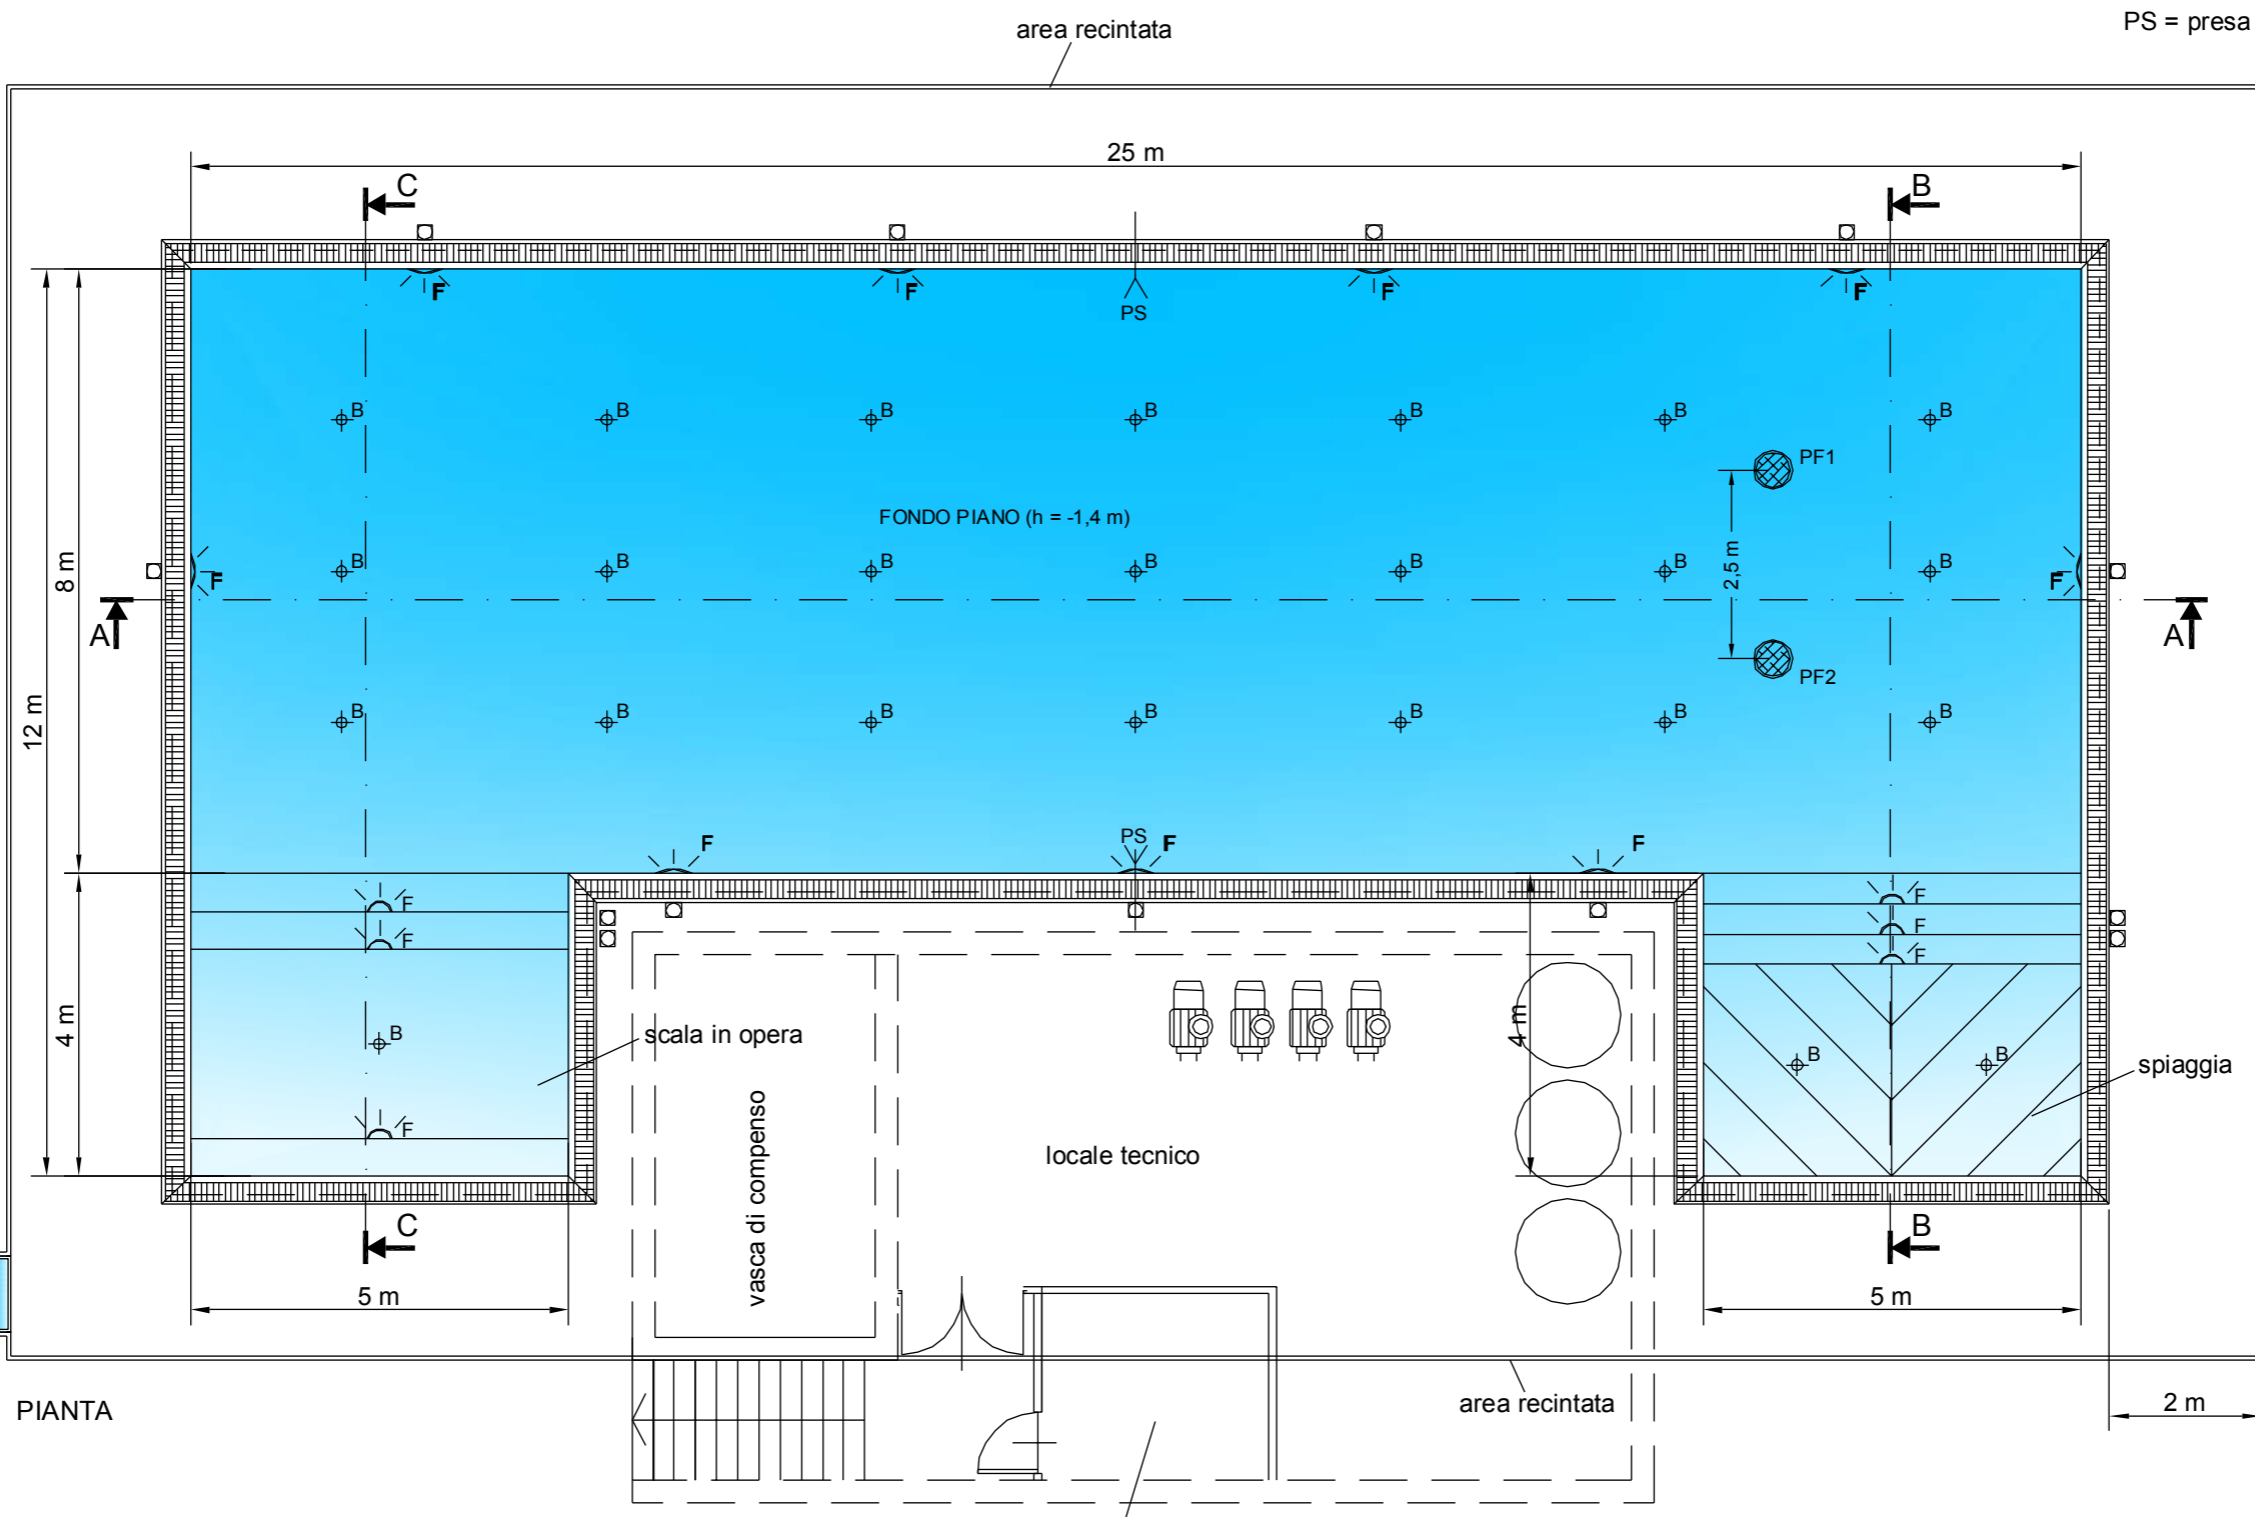 PS = presa
area recintata
25 m
C
B
F F F F
PS
B B B B B B B
PF1
FONDO PIANO (h = -1,4 m)
8 m
2,5 m
B B B B B B B
F F
A A
PF2
12 m
B B B B B B B
F PS F F
F F
F F
F
4 m
scala in opera
B
4 m
B B
spiaggia
F
vasca di compenso
locale tecnico
C
B
5 m
5 m
PIANTA
area recintata
2 m